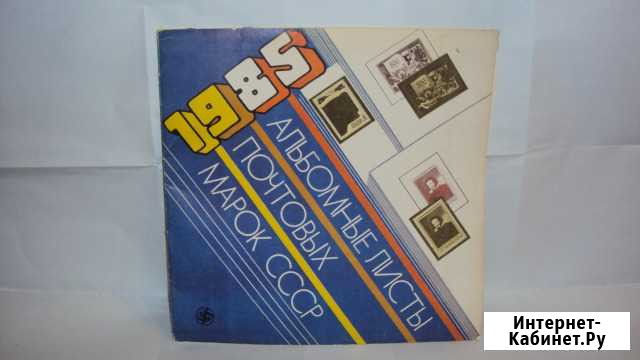 1985
АЛЬБОМНЫЕ ЛИСТЫ
ПОЧТОВЫХ
МАРОК СССР
Интернет-
Кабинет.Ру